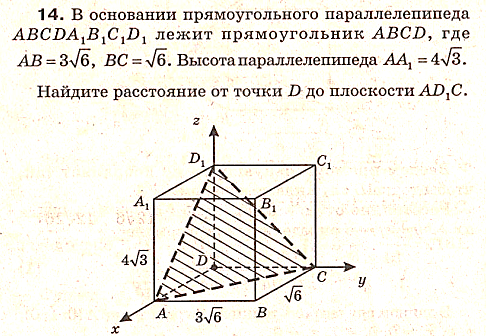 14. В основании прямоугольного параллелепипеда
ABCDA₁B₁C₁D₁ лежит прямоугольник ABCD, где
AB = 3√6, BC = √6. Высота параллелепипеда AA₁ = 4√3.
Найдите расстояние от точки D до плоскости AD₁C.
z
D₁ C₁
A₁ B₁
4√3 D C y
√6
A 3√6 B
x